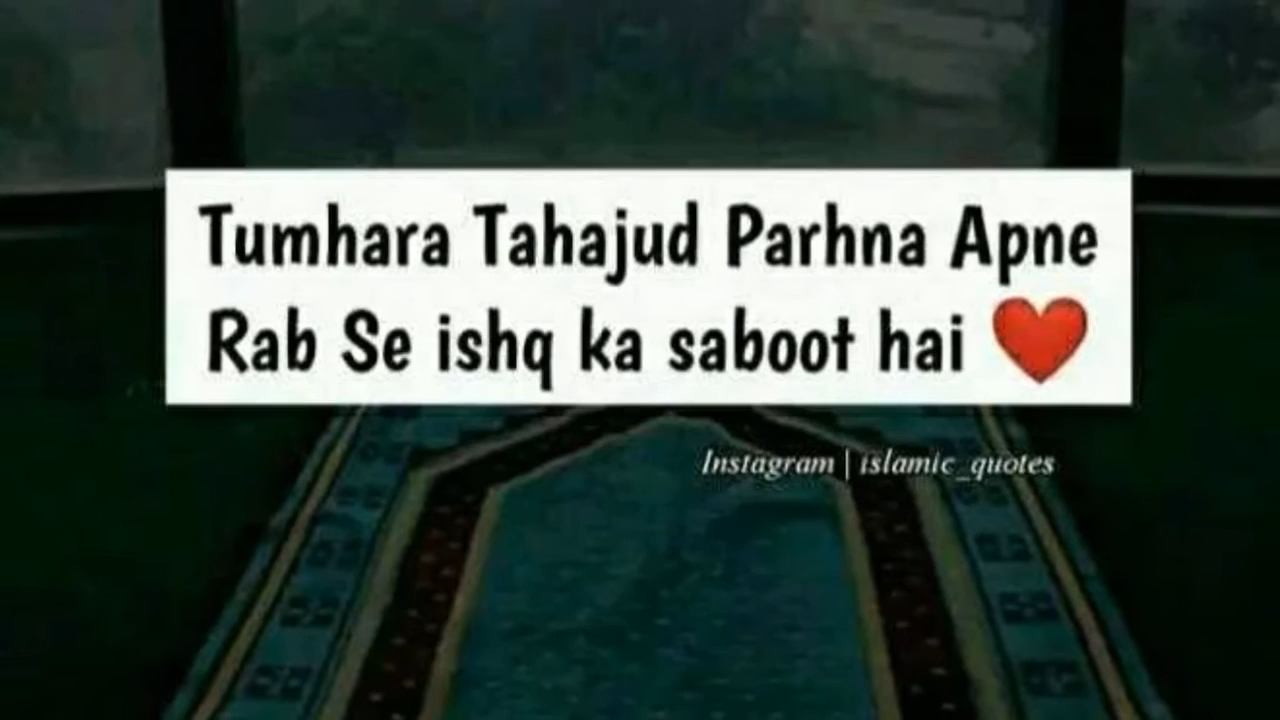 Tumhara Tahajud Parhna Apne
Rab Se ishq ka saboot hai ❤️
Instagram | islamic_quotes